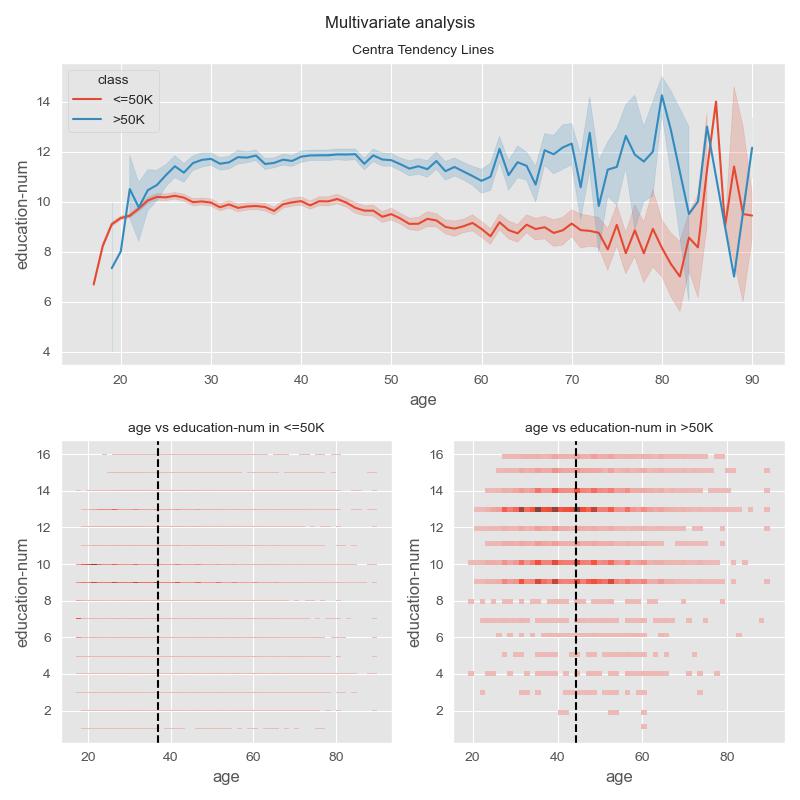 Multivariate analysis
Centra Tendency Lines
class
<=50K
>50K
education-num
14
12
10
8
6
4
20 30 40 50 60 70 80 90
age
age vs education-num in <=50K
education-num
16
14
12
10
8
6
4
2
20 40 60 80
age
age vs education-num in >50K
education-num
16
14
12
10
8
6
4
2
20 40 60 80
age